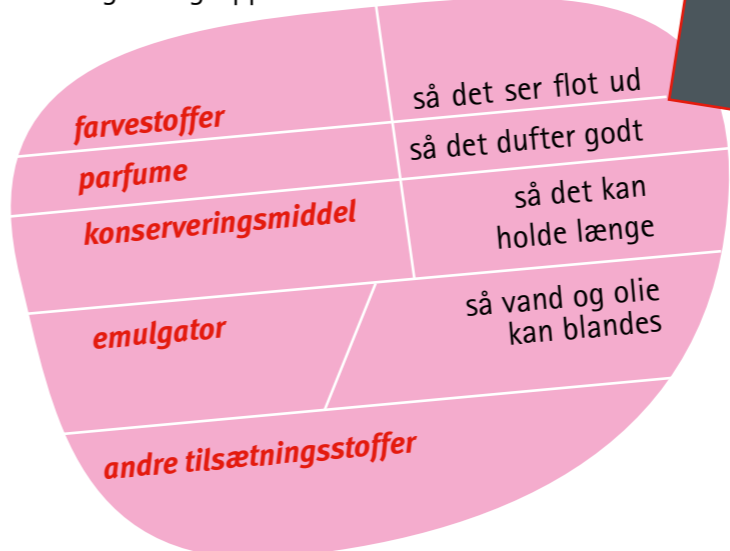 farvestoffer
så det ser flot ud
parfume
så det dufter godt
konserveringsmiddel
så det kan
holde længe
emulgator
så vand og olie
kan blandes
andre tilsætningsstoffer